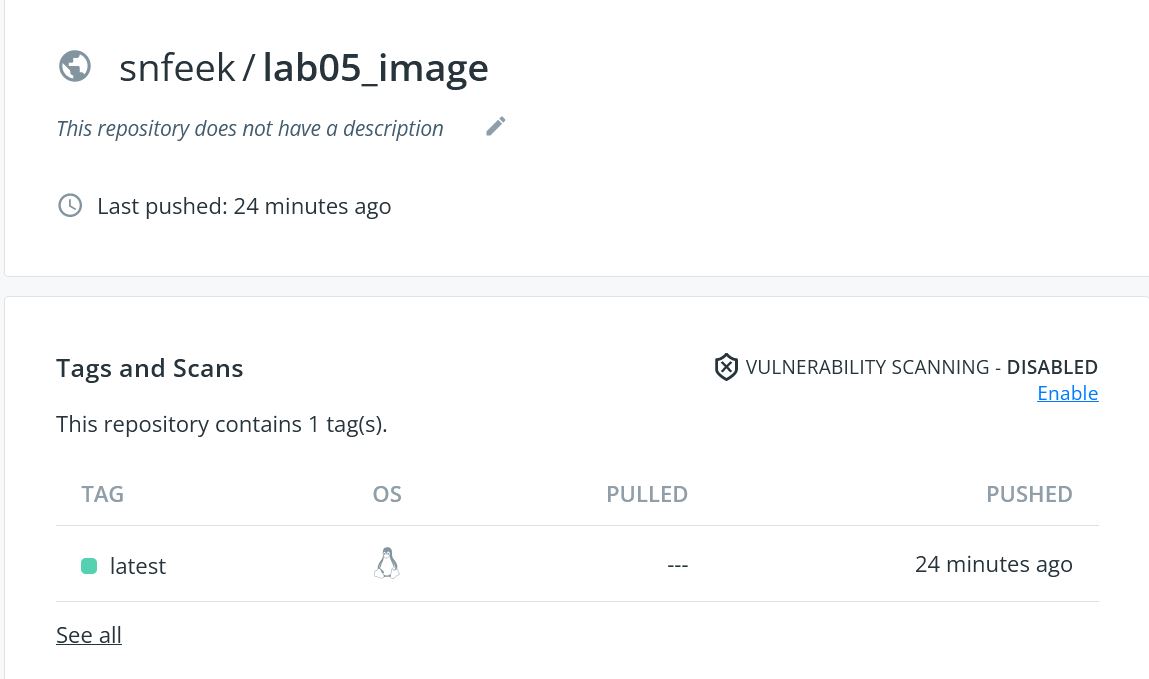 snfeek / lab05_image
This repository does not have a description
Last pushed: 24 minutes ago
Tags and Scans
VULNERABILITY SCANNING - DISABLED
Enable
This repository contains 1 tag(s).
TAG OS PULLED PUSHED
latest --- 24 minutes ago
See all